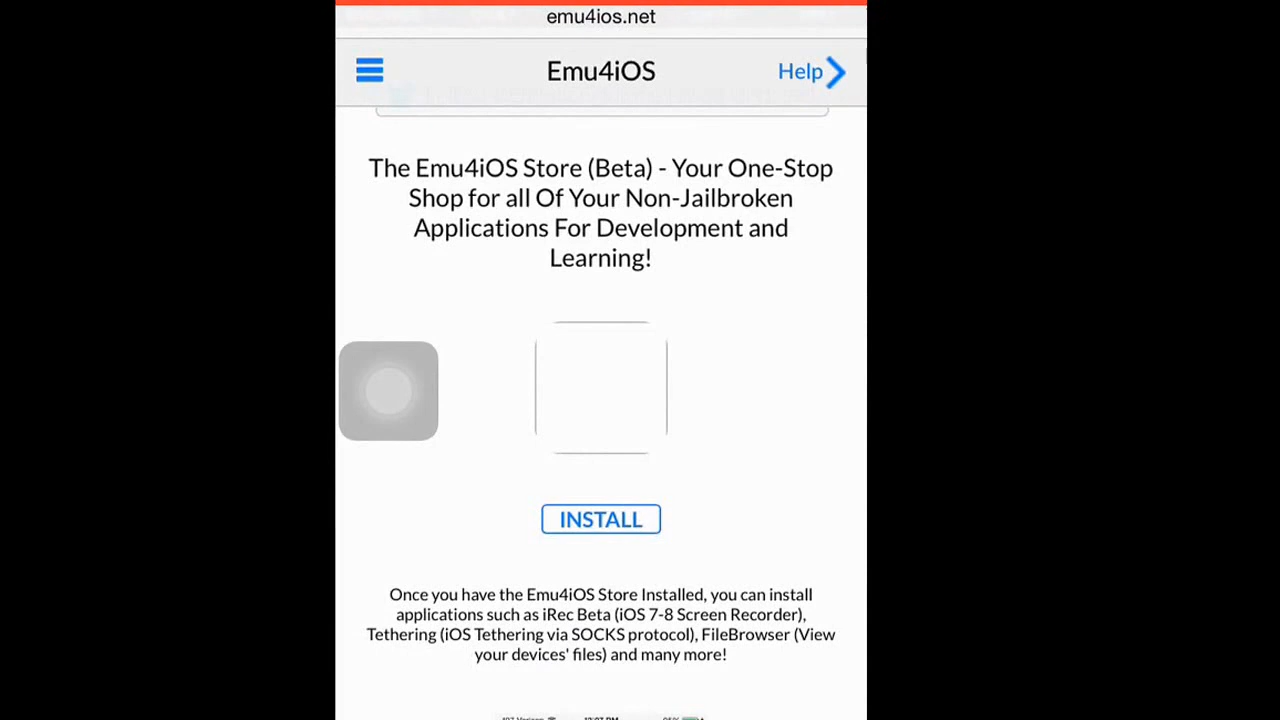 emu4ios.net
Emu4iOS
Help
The Emu4iOS Store (Beta) - Your One-Stop
Shop for all Of Your Non-Jailbroken
Applications For Development and
Learning!
INSTALL
Once you have the Emu4iOS Store Installed, you can install
applications such as iRec Beta (iOS 7-8 Screen Recorder),
Tethering (iOS Tethering via SOCKS protocol), FileBrowser (View
your devices' files) and many more!